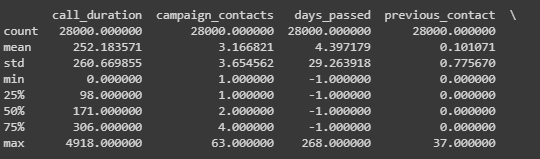 call_duration campaign_contacts days_passed previous_contact \
count 28000.000000 28000.000000 28000.000000 28000.000000
mean 252.183571 3.166821 4.397179 0.101071
std 260.669855 3.654562 29.263918 0.775670
min 0.000000 1.000000 -1.000000 0.000000
25% 98.000000 1.000000 -1.000000 0.000000
50% 171.000000 2.000000 -1.000000 0.000000
75% 306.000000 4.000000 -1.000000 0.000000
max 4918.000000 63.000000 268.000000 37.000000